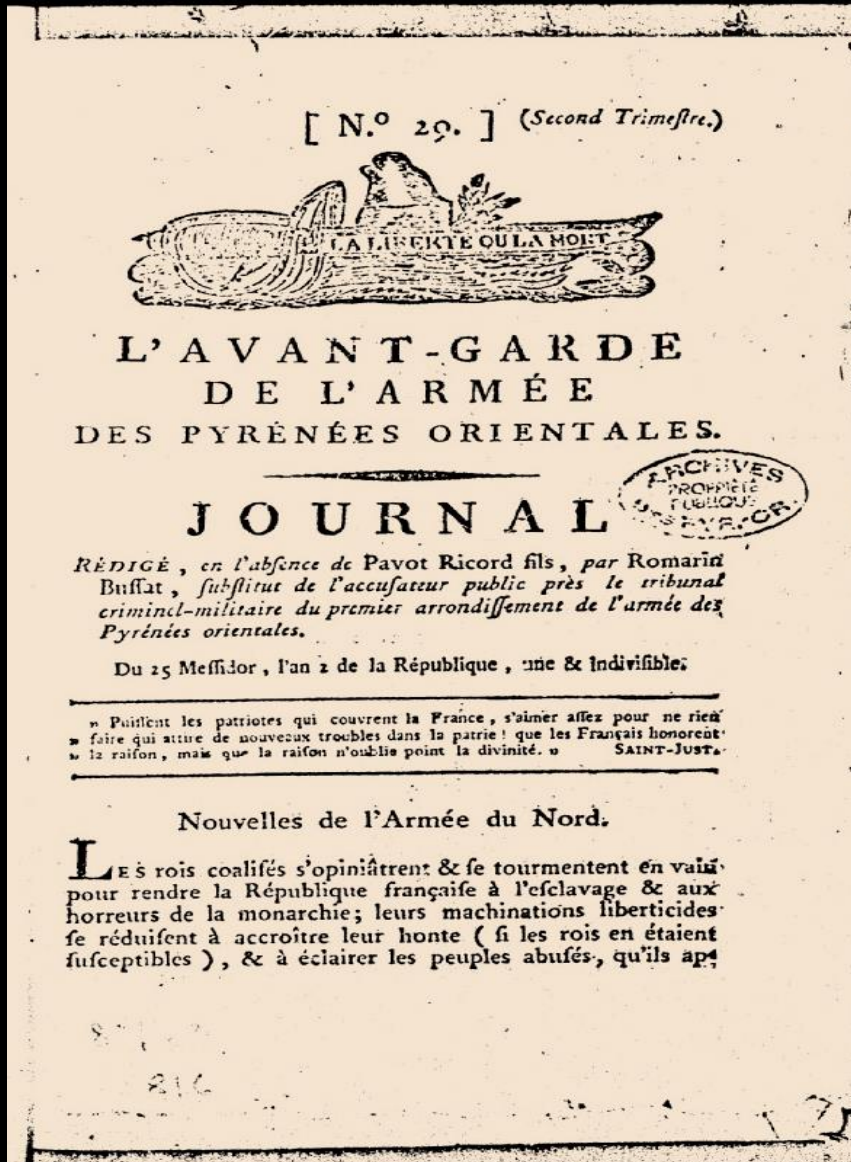 [ N.º 29. ] (Second Trimeſtre.)
LA LIBERTÉ OU LA MORT
L'AVANT-GARDE
DE L'ARMÉE
DES PYRÉNÉES ORIENTALES.
ARCHIVES
PROPRIÉTÉ
PUBLIQUE
DES PYR. OR.
JOURNAL
RÉDIGÉ, en l'abſence de Pavot Ricord fils, par Romarin
Buſſat, ſubſtitut de l'accuſateur public près le tribunal
criminel-militaire du premier arrondiſſement de l'armée des
Pyrénées orientales.
Du 25 Meſſidor, l'an 2 de la République, une & Indiviſible.
» Puiſſent les patriotes qui couvrent la France, s'aimer aſſez pour ne rien
» faire qui attire de nouveaux troubles dans la patrie! que les Français honorent
» la raiſon, mais que la raiſon n'oublie point la divinité. » SAINT-JUST.
Nouvelles de l'Armée du Nord.
LES rois coaliſés s'opiniâtrent & ſe tourmentent en vain
pour rendre la République françaiſe à l'eſclavage & aux
horreurs de la monarchie; leurs machinations liberticides
ſe réduiſent à accroître leur honte ( ſi les rois en étaient
ſuſceptibles ), & à éclairer les peuples abuſés, qu'ils ap-